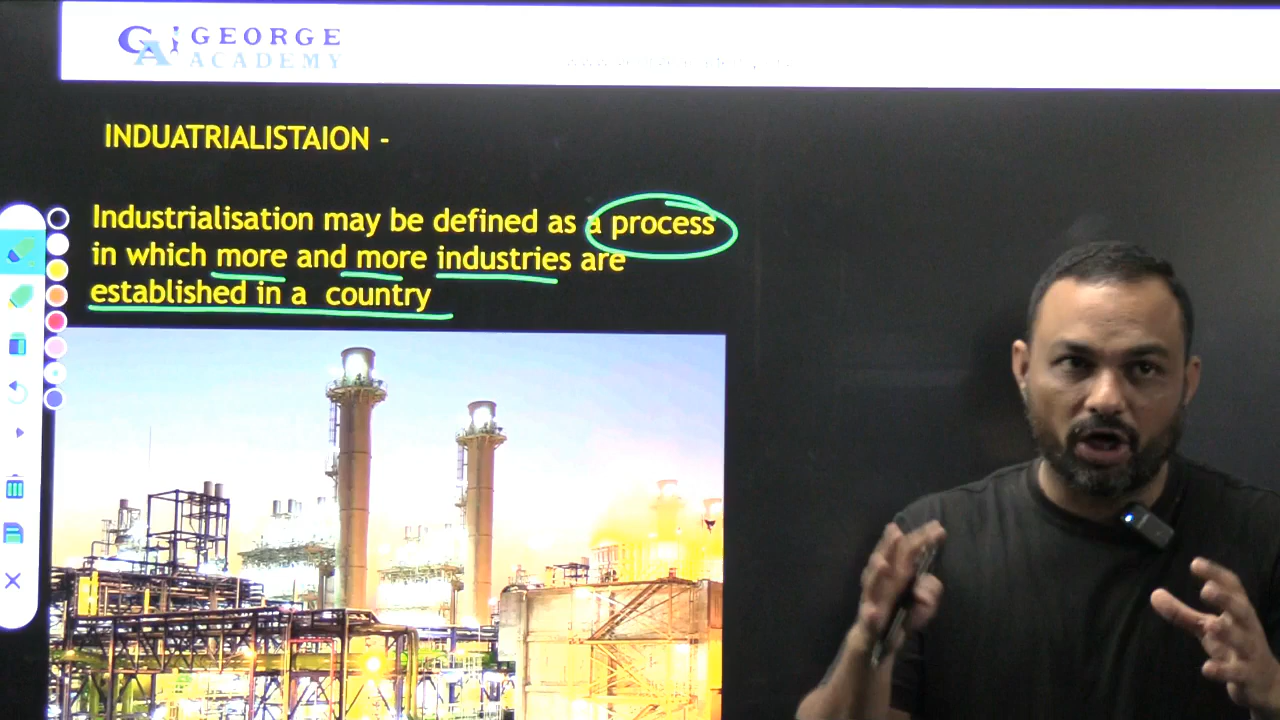 GEORGE
ACADEMY
INDUATRIALISTAION -
Industrialisation may be defined as a process
in which more and more industries are
established in a country